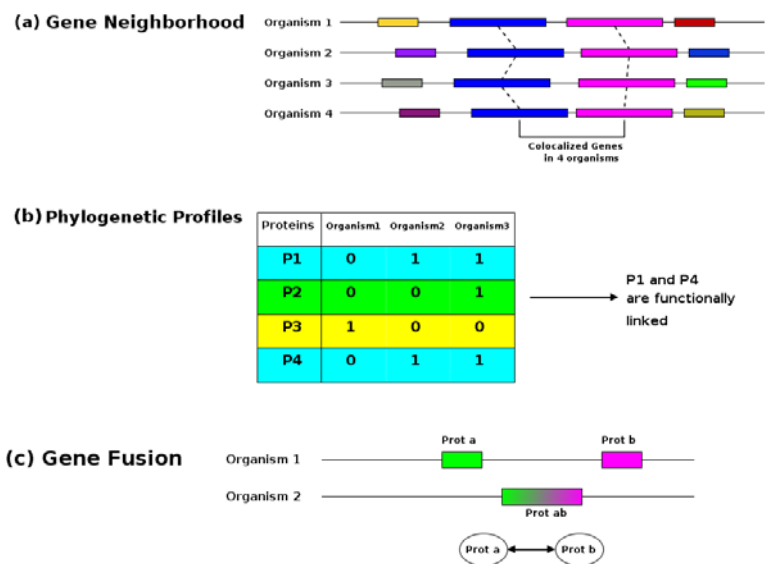 (a) Gene Neighborhood
Organism 1
Organism 2
Organism 3
Organism 4
Colocalized Genes
in 4 organisms
(b) Phylogenetic Profiles
Proteins Organism1 Organism2 Organism3
P1 0 1 1
P2 0 0 1
P3 1 0 0
P4 0 1 1
P1 and P4
are functionally
linked
(c) Gene Fusion
Prot a Prot b
Organism 1
Organism 2
Prot ab
Prot a Prot b